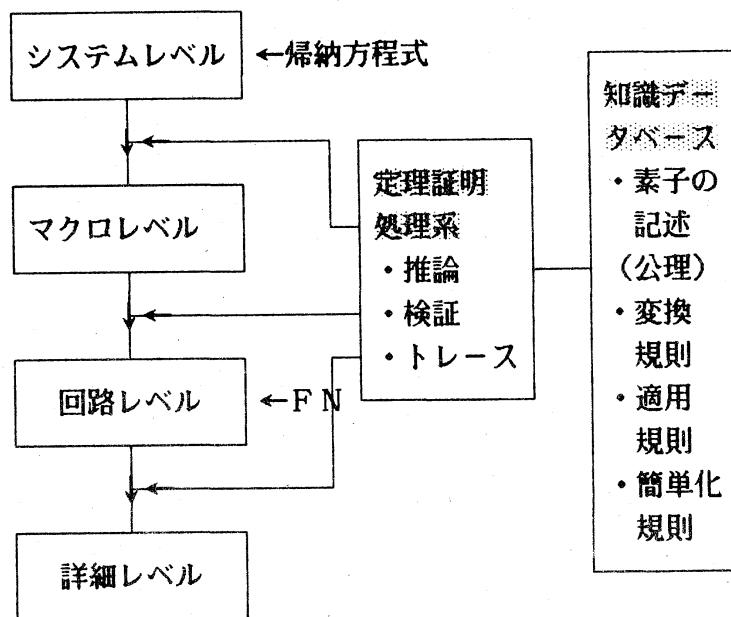 システムレベル
←帰納方程式
マクロレベル
回路レベル
←FN
詳細レベル
定理証明
処理系
・推論
・検証
・トレース
知識デー
タベース
・素子の
記述
(公理)
・変換
規則
・適用
規則
・簡単化
規則